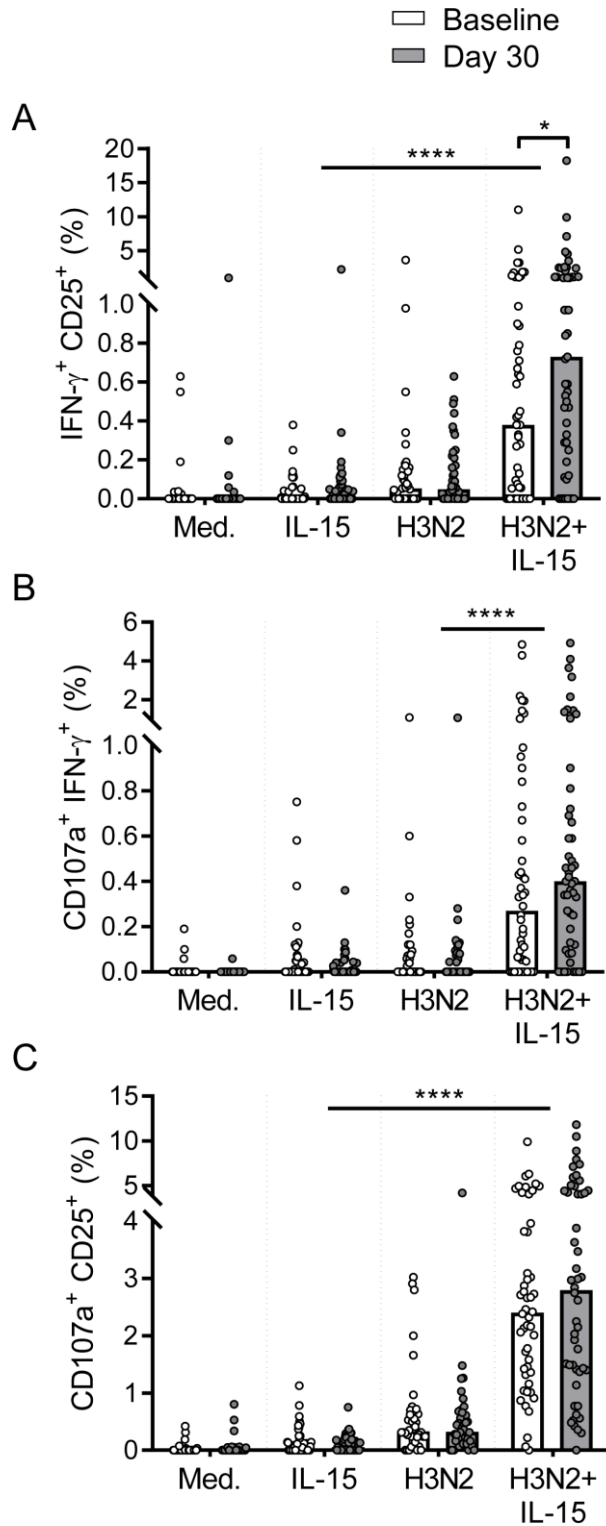 Baseline
Day 30
A
IFN-γ⁺ CD25⁺ (%)
20
15
10
5
1.0
0.8
0.6
0.4
0.2
0.0
****
*
Med.
IL-15
H3N2
H3N2+
IL-15
B
CD107a⁺ IFN-γ⁺ (%)
6
4
2
1.0
0.8
0.6
0.4
0.2
0.0
****
Med.
IL-15
H3N2
H3N2+
IL-15
C
CD107a⁺ CD25⁺ (%)
15
10
5
4
3
2
1
0
****
Med.
IL-15
H3N2
H3N2+
IL-15